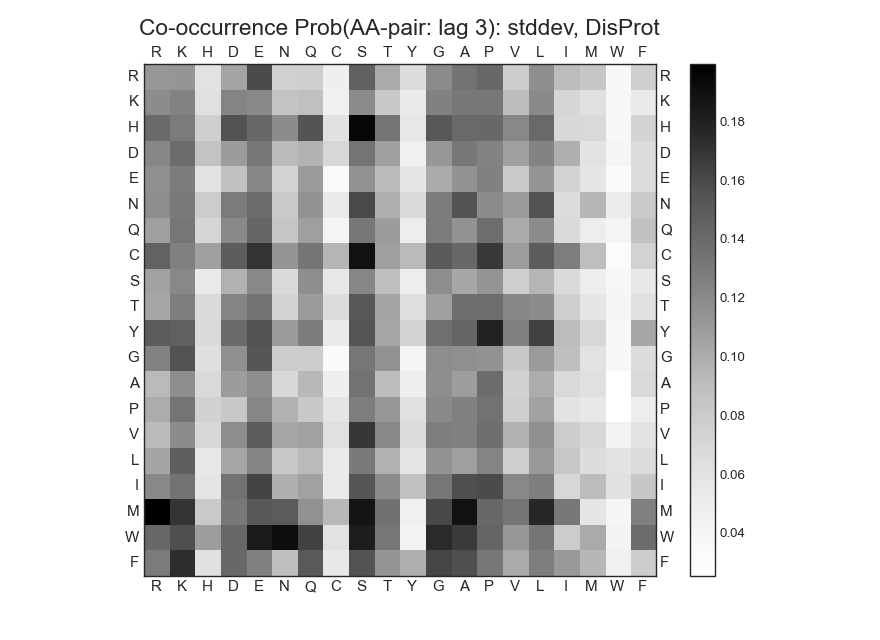 Co-occurrence Prob(AA-pair: lag 3): stddev, DisProt
R K H D E N Q C S T Y G A P V L I M W F
R R
K K
H H 0.18
D D
E E 0.16
N N
Q Q 0.14
C C
S S 0.12
T T
Y Y 0.10
G G
A A 0.08
P P
V V
L L 0.06
I I
M M
W W 0.04
F F
R K H D E N Q C S T Y G A P V L I M W F